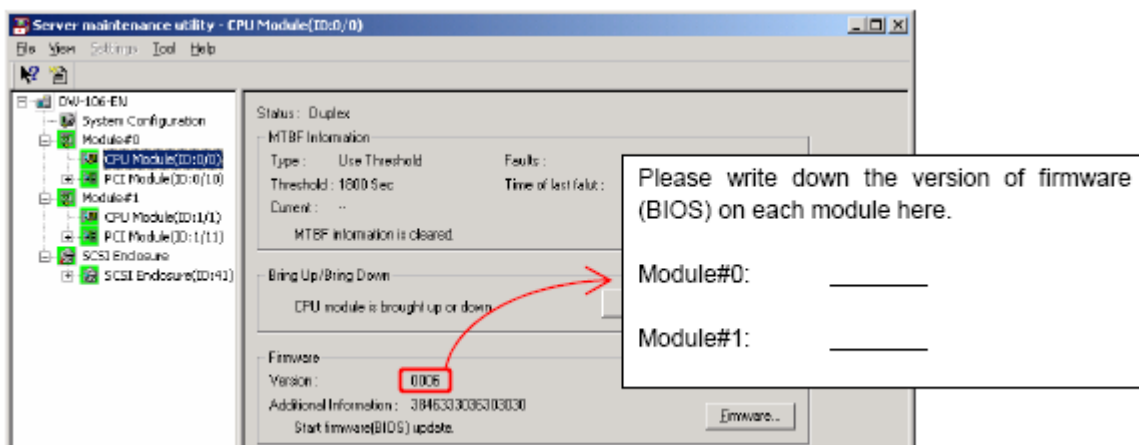 Server maintenance utility - CPU Module(ID:0/0)
File View Settings Tool Help
DW-106-EN
System Configuration
Module#0
CPU Module(ID:0/0)
PCI Module(ID:0/10)
Module#1
CPU Module(ID:1/1)
PCI Module(ID:1/11)
SCSI Enclosure
SCSI Enclosure(ID:41)
Status : Duplex
MTBF Information
Type : Use Threshold Faults :
Threshold : 1800 Sec Time of last falut :
Current : --
MTBF information is cleared.
Bring Up/Bring Down
CPU module is brought up or down.
Firmware
Version : 0006
Additional Information : 3846333036303030
Start firmware(BIOS) update.
Firmware...
Please write down the version of firmware
(BIOS) on each module here.
Module#0: _______
Module#1: _______